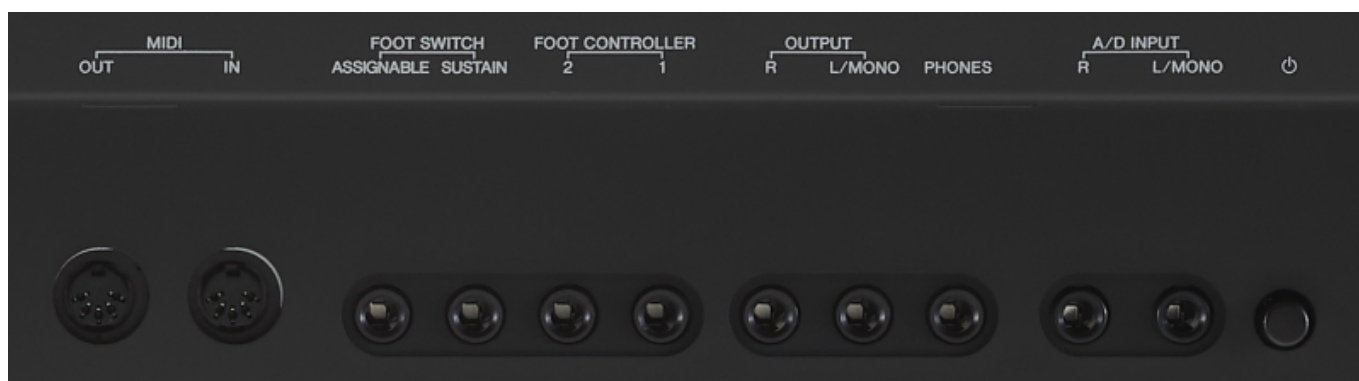 MIDI FOOT SWITCH FOOT CONTROLLER OUTPUT A/D INPUT
OUT IN ASSIGNABLE SUSTAIN 2 1 R L/MONO PHONES R L/MONO